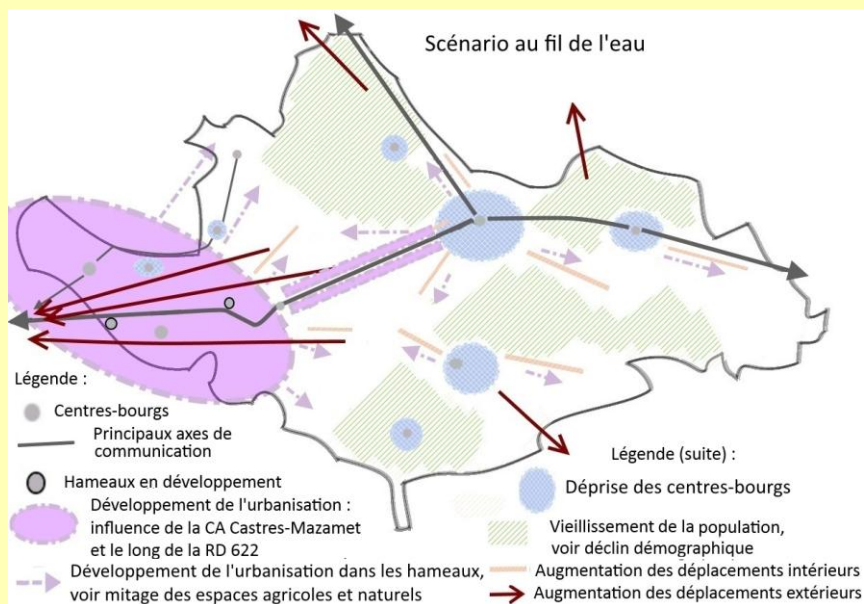 Scénario au fil de l'eau
Légende :
Centres-bourgs
Principaux axes de
communication
Hameaux en développement
Développement de l'urbanisation :
influence de la CA Castres-Mazamet
et le long de la RD 622
Développement de l'urbanisation dans les hameaux,
voir mitage des espaces agricoles et naturels
Légende (suite) :
Déprise des centres-bourgs
Vieillissement de la population,
voir déclin démographique
Augmentation des déplacements intérieurs
Augmentation des déplacements extérieurs